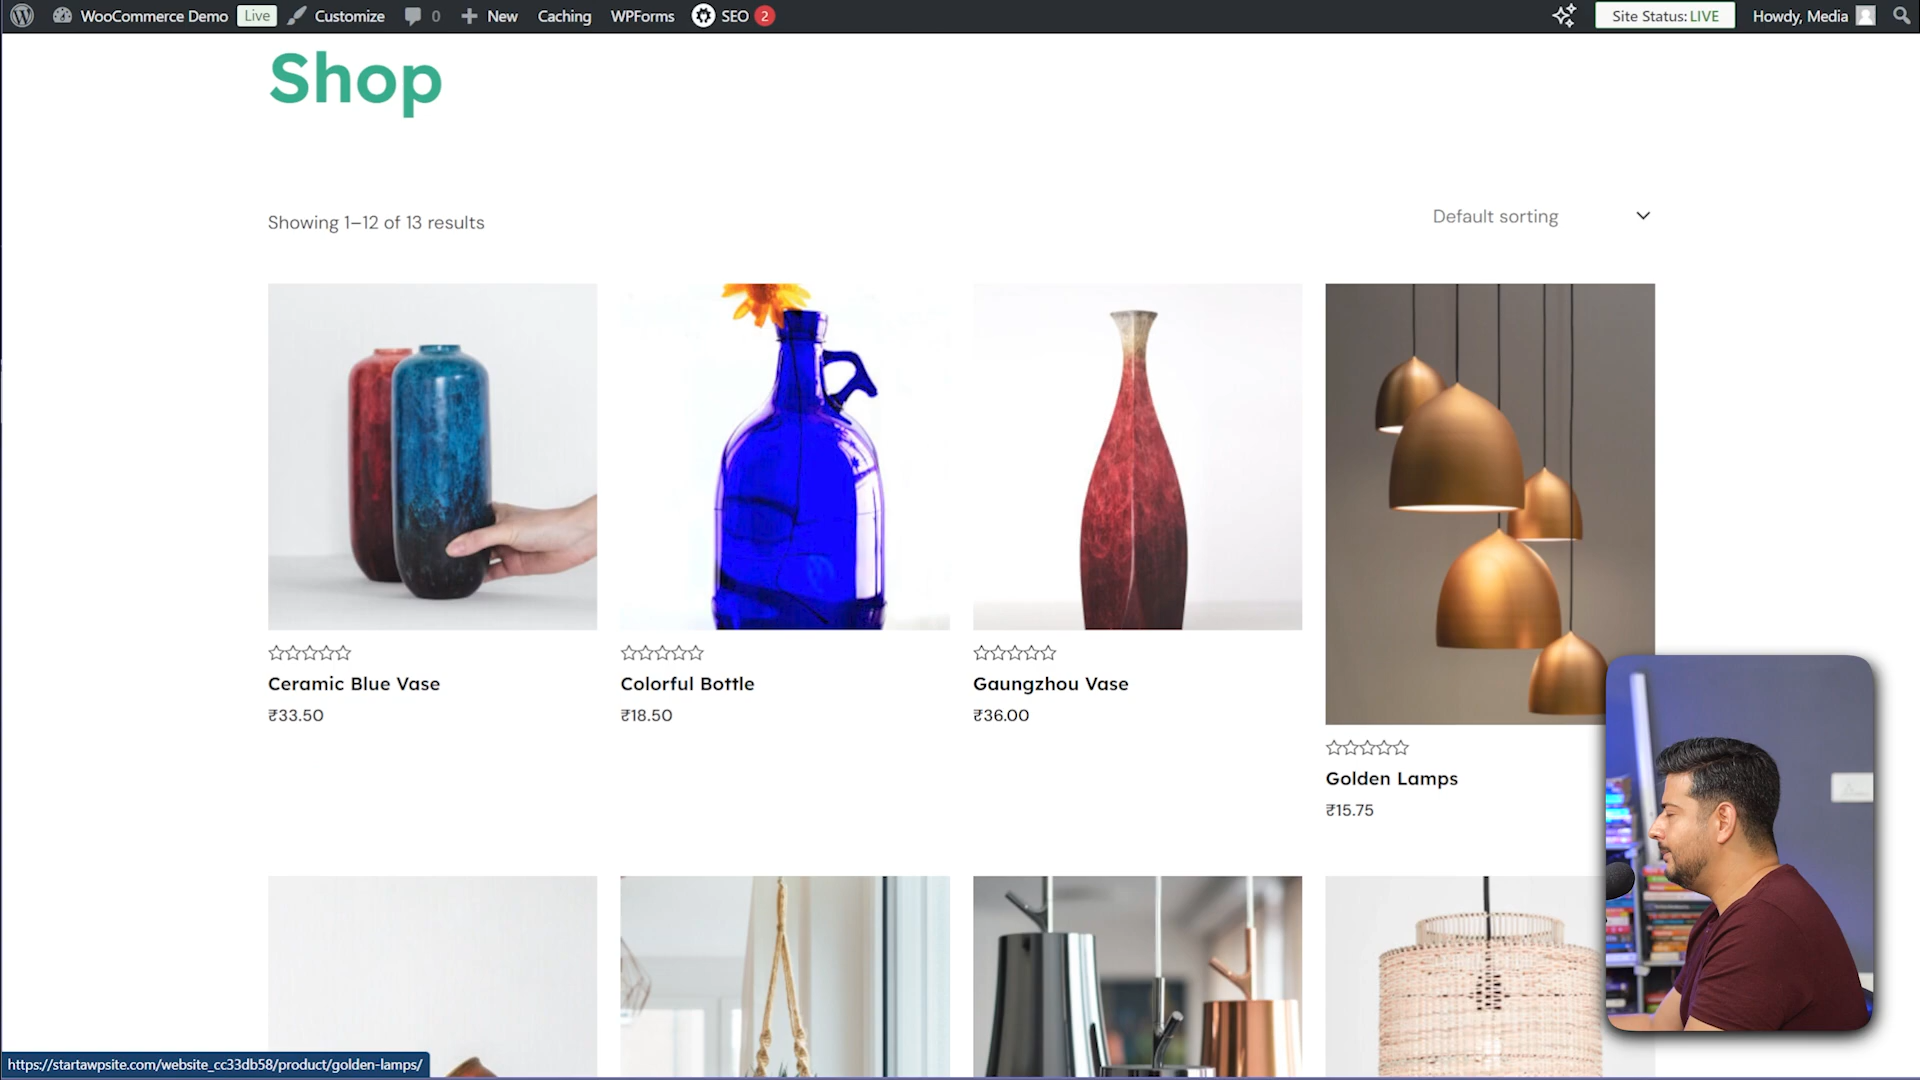 WooCommerce Demo Live Customize 0 New Caching WPForms SEO 2 Site Status: LIVE Howdy, Media
Shop
Showing 1–12 of 13 results
Default sorting
Ceramic Blue Vase
₹33.50
Colorful Bottle
₹18.50
Gaungzhou Vase
₹36.00
Golden Lamps
₹15.75
https://startawpsite.com/website_cc33db58/product/golden-lamps/